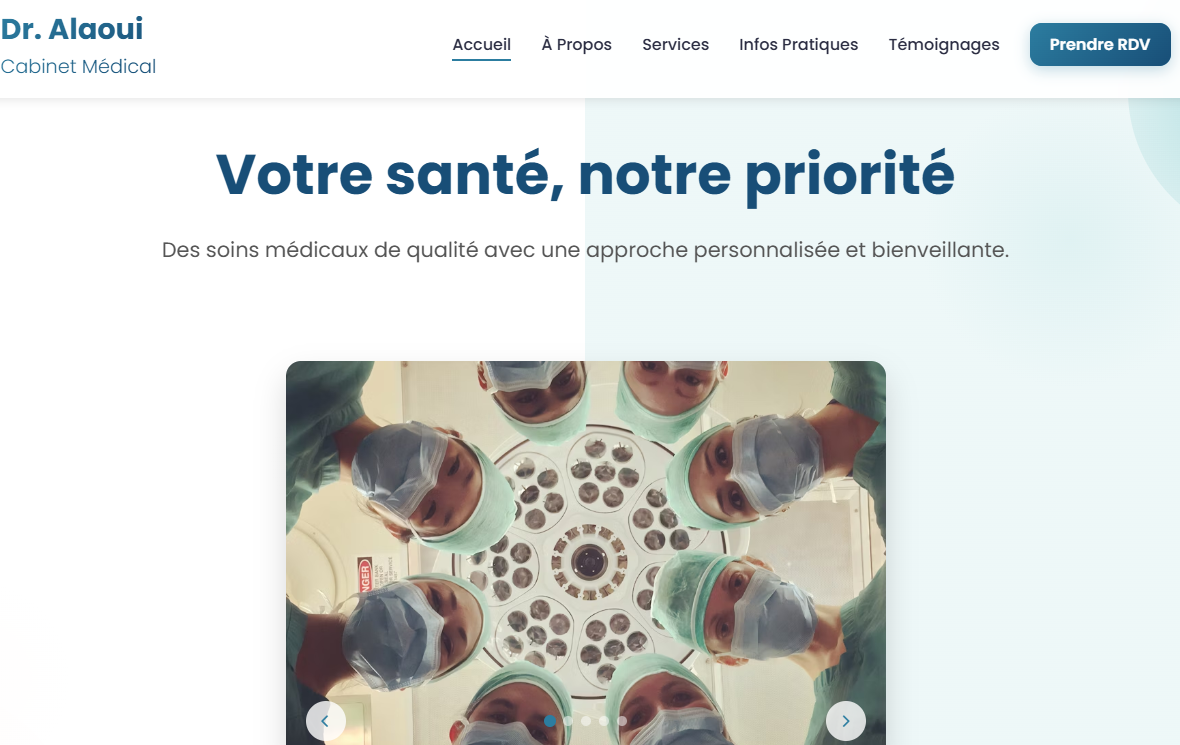 Dr. Alaoui
Cabinet Médical
Accueil
À Propos
Services
Infos Pratiques
Témoignages
Prendre RDV
Votre santé, notre priorité
Des soins médicaux de qualité avec une approche personnalisée et bienveillante.